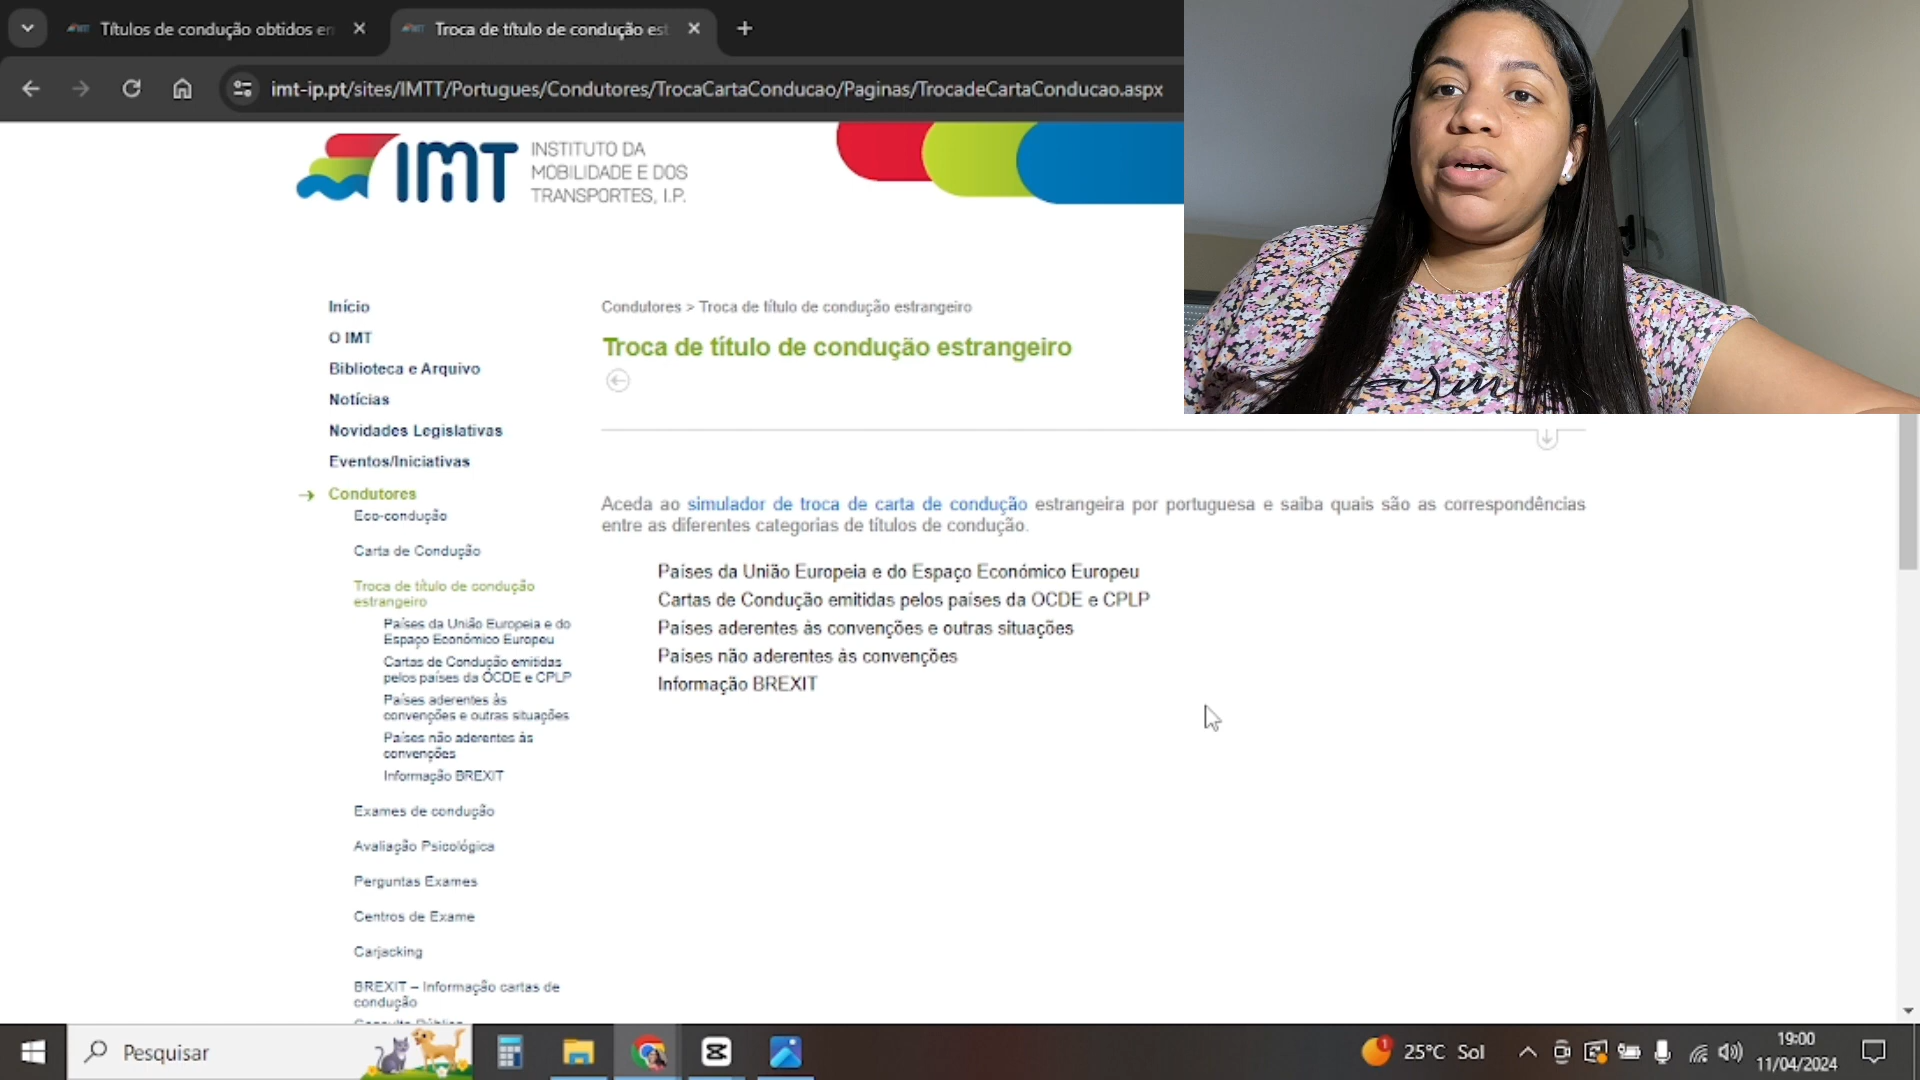 Títulos de condução obtidos en
Troca de título de condução est
imt-ip.pt/sites/IMTT/Portugues/Condutores/TrocaCartaConducao/Paginas/TrocadeCartaConducao.aspx
IMT
INSTITUTO DA
MOBILIDADE E DOS
TRANSPORTES, I.P.
Início
O IMT
Biblioteca e Arquivo
Notícias
Novidades Legislativas
Eventos/Iniciativas
Condutores
Eco-condução
Carta de Condução
Troca de título de condução
estrangeiro
Países da União Europeia e do
Espaço Económico Europeu
Cartas de Condução emitidas
pelos países da OCDE e CPLP
Países aderentes às
convenções e outras situações
Países não aderentes às
convenções
Informação BREXIT
Exames de condução
Avaliação Psicológica
Perguntas Exames
Centros de Exame
Carjacking
BREXIT – Informação cartas de
condução
Consulta Pública
Condutores > Troca de título de condução estrangeiro
Troca de título de condução estrangeiro
Aceda ao simulador de troca de carta de condução estrangeira por portuguesa e saiba quais são as correspondências
entre as diferentes categorias de títulos de condução.
Países da União Europeia e do Espaço Económico Europeu
Cartas de Condução emitidas pelos países da OCDE e CPLP
Países aderentes às convenções e outras situações
Países não aderentes às convenções
Informação BREXIT
Pesquisar
1
25°C Sol
19:00
11/04/2024